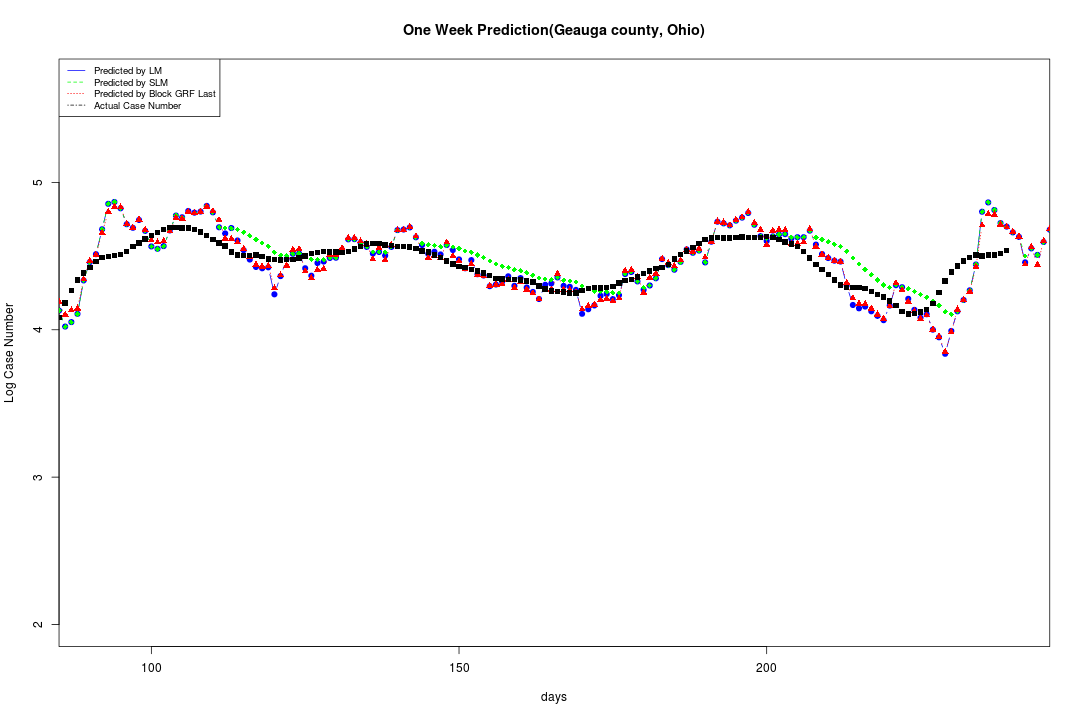 One Week Prediction(Geauga county, Ohio)
Predicted by LM
Predicted by SLM
Predicted by Block GRF Last
Actual Case Number
5
4
3
2
Log Case Number
100 150 200
days